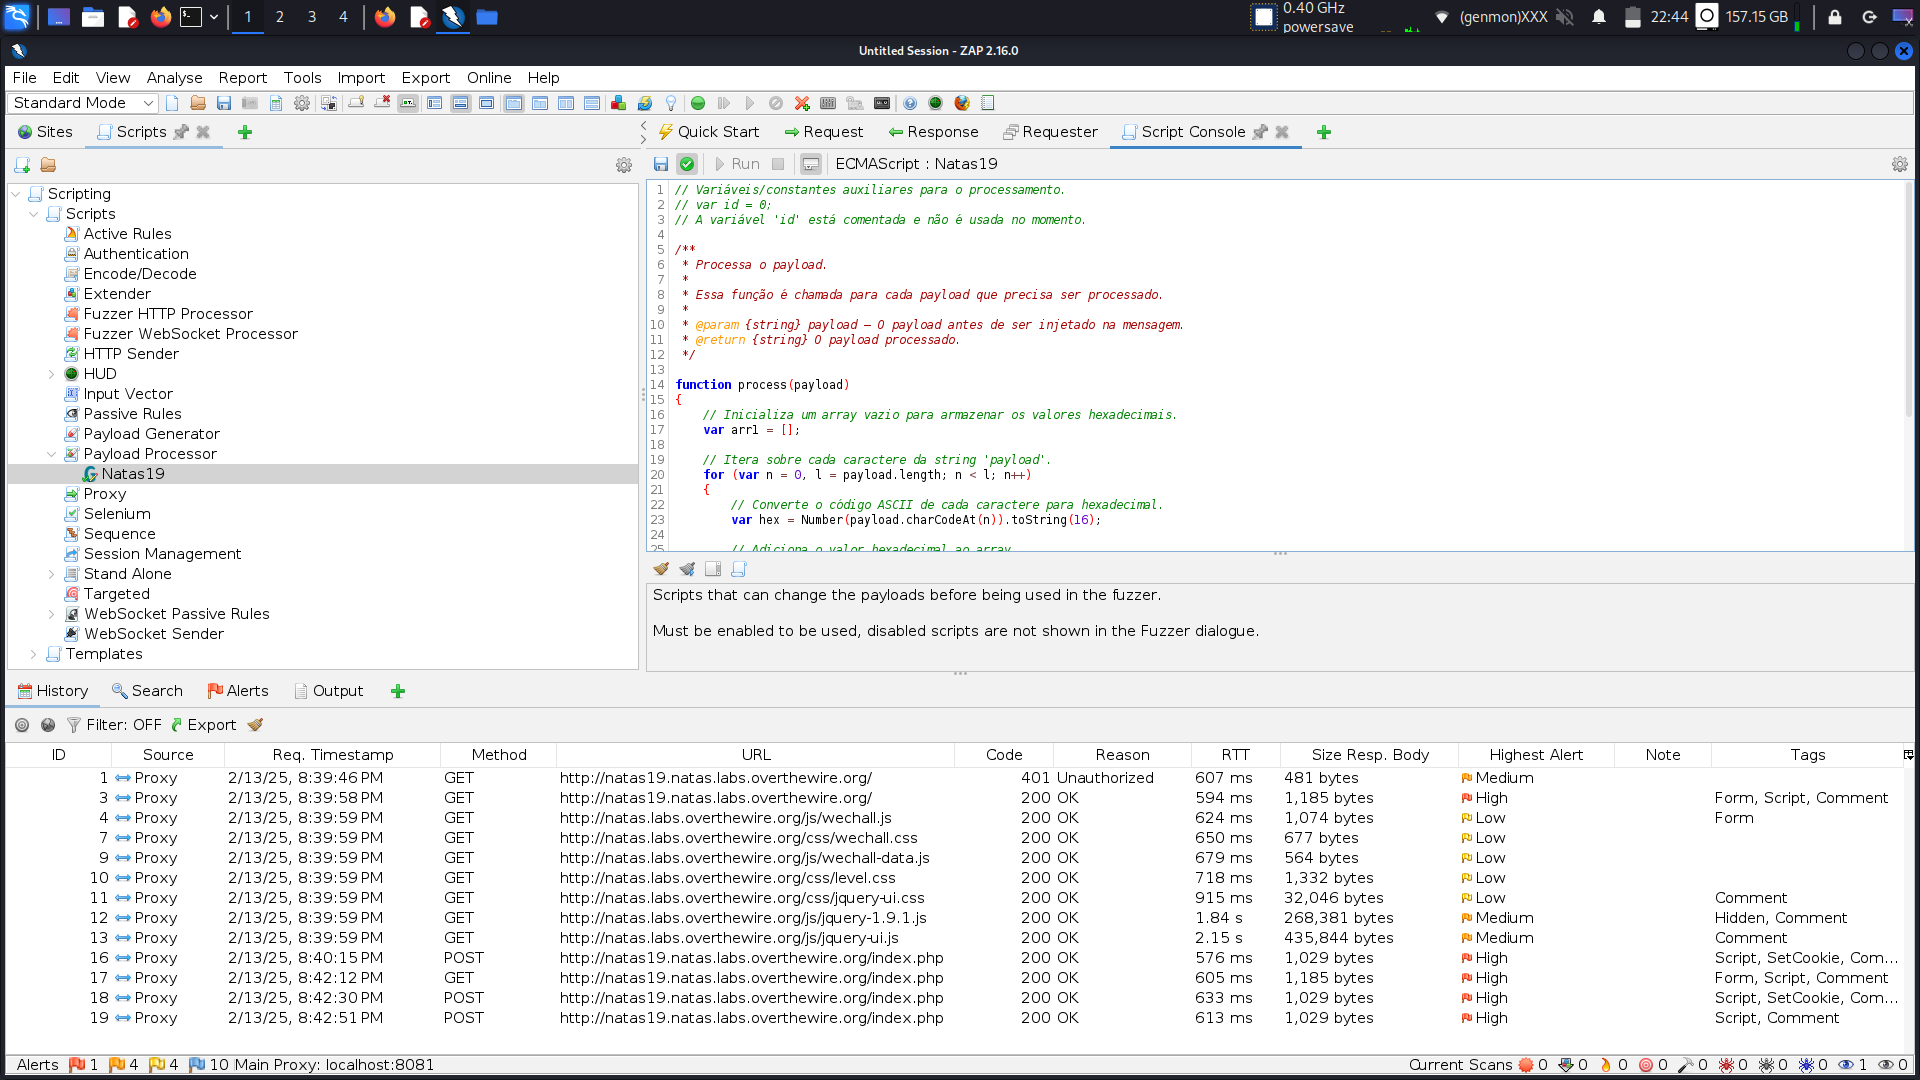 1 2 3 4
0.40 GHz
powersave
(genmon)XXX 22:44 157.15 GB
Untitled Session - ZAP 2.16.0
File Edit View Analyse Report Tools Import Export Online Help
Standard Mode
Sites Scripts
Quick Start Request Response Requester Script Console
Run ECMAScript : Natas19
Scripting
Scripts
Active Rules
Authentication
Encode/Decode
Extender
Fuzzer HTTP Processor
Fuzzer WebSocket Processor
HTTP Sender
HUD
Input Vector
Passive Rules
Payload Generator
Payload Processor
Natas19
Proxy
Selenium
Sequence
Session Management
Stand Alone
Targeted
WebSocket Passive Rules
WebSocket Sender
Templates
1 // Variáveis/constantes auxiliares para o processamento.
2 // var id = 0;
3 // A variável 'id' está comentada e não é usada no momento.
4
5 /**
6 * Processa o payload.
7 *
8 * Essa função é chamada para cada payload que precisa ser processado.
9 *
10 * @param {string} payload – O payload antes de ser injetado na mensagem.
11 * @return {string} O payload processado.
12 */
13
14 function process(payload)
15 {
16 // Inicializa um array vazio para armazenar os valores hexadecimais.
17 var arr1 = [];
18
19 // Itera sobre cada caractere da string 'payload'.
20 for (var n = 0, l = payload.length; n < l; n++)
21 {
22 // Converte o código ASCII de cada caractere para hexadecimal.
23 var hex = Number(payload.charCodeAt(n)).toString(16);
24
25 // Adiciona o valor hexadecimal ao array
Scripts that can change the payloads before being used in the fuzzer.
Must be enabled to be used, disabled scripts are not shown in the Fuzzer dialogue.
History Search Alerts Output
Filter: OFF Export
ID Source Req. Timestamp Method URL Code Reason RTT Size Resp. Body Highest Alert Note Tags
1 Proxy 2/13/25, 8:39:46 PM GET http://natas19.natas.labs.overthewire.org/ 401 Unauthorized 607 ms 481 bytes Medium
3 Proxy 2/13/25, 8:39:58 PM GET http://natas19.natas.labs.overthewire.org/ 200 OK 594 ms 1,185 bytes High Form, Script, Comment
4 Proxy 2/13/25, 8:39:59 PM GET http://natas.labs.overthewire.org/js/wechall.js 200 OK 624 ms 1,074 bytes Low Form
7 Proxy 2/13/25, 8:39:59 PM GET http://natas.labs.overthewire.org/css/wechall.css 200 OK 650 ms 677 bytes Low
9 Proxy 2/13/25, 8:39:59 PM GET http://natas.labs.overthewire.org/js/wechall-data.js 200 OK 679 ms 564 bytes Low
10 Proxy 2/13/25, 8:39:59 PM GET http://natas.labs.overthewire.org/css/level.css 200 OK 718 ms 1,332 bytes Low
11 Proxy 2/13/25, 8:39:59 PM GET http://natas.labs.overthewire.org/css/jquery-ui.css 200 OK 915 ms 32,046 bytes Low Comment
12 Proxy 2/13/25, 8:39:59 PM GET http://natas.labs.overthewire.org/js/jquery-1.9.1.js 200 OK 1.84 s 268,381 bytes Medium Hidden, Comment
13 Proxy 2/13/25, 8:39:59 PM GET http://natas.labs.overthewire.org/js/jquery-ui.js 200 OK 2.15 s 435,844 bytes Medium Comment
16 Proxy 2/13/25, 8:40:15 PM POST http://natas19.natas.labs.overthewire.org/index.php 200 OK 576 ms 1,029 bytes High Script, SetCookie, Com...
17 Proxy 2/13/25, 8:42:12 PM GET http://natas19.natas.labs.overthewire.org/index.php 200 OK 605 ms 1,185 bytes High Form, Script, Comment
18 Proxy 2/13/25, 8:42:30 PM POST http://natas19.natas.labs.overthewire.org/index.php 200 OK 633 ms 1,029 bytes High Script, SetCookie, Com...
19 Proxy 2/13/25, 8:42:51 PM POST http://natas19.natas.labs.overthewire.org/index.php 200 OK 613 ms 1,029 bytes High Script, Comment
Alerts 1 4 4 10 Main Proxy: localhost:8081 Current Scans 0 0 0 0 0 0 0 0 1 0